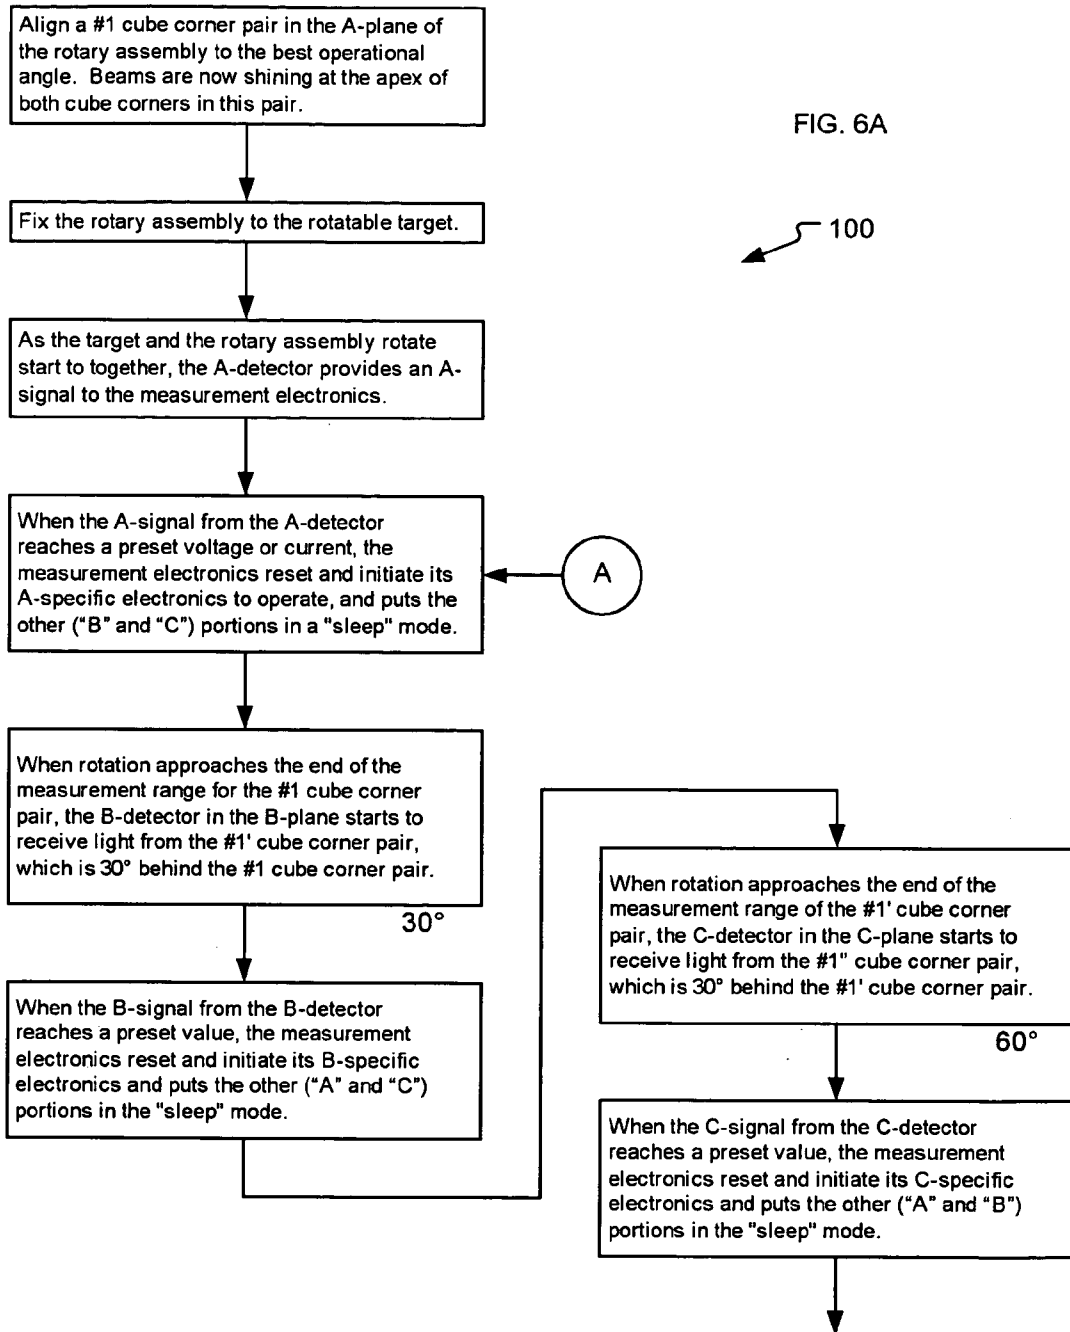 Align a #1 cube corner pair in the A-plane of
the rotary assembly to the best operational
angle. Beams are now shining at the apex of
both cube corners in this pair.
FIG. 6A
Fix the rotary assembly to the rotatable target.
100
As the target and the rotary assembly rotate
start to together, the A-detector provides an A-
signal to the measurement electronics.
When the A-signal from the A-detector
reaches a preset voltage or current, the
measurement electronics reset and initiate its
A-specific electronics to operate, and puts the
other ("B" and "C") portions in a "sleep" mode.
A
When rotation approaches the end of the
measurement range for the #1 cube corner
pair, the B-detector in the B-plane starts to
receive light from the #1' cube corner pair,
which is 30° behind the #1 cube corner pair.
30°
When the B-signal from the B-detector
reaches a preset value, the measurement
electronics reset and initiate its B-specific
electronics and puts the other ("A" and "C")
portions in the "sleep" mode.
When rotation approaches the end of the
measurement range of the #1' cube corner
pair, the C-detector in the C-plane starts to
receive light from the #1" cube corner pair,
which is 30° behind the #1' cube corner pair.
60°
When the C-signal from the C-detector
reaches a preset value, the measurement
electronics reset and initiate its C-specific
electronics and puts the other ("A" and "B")
portions in the "sleep" mode.